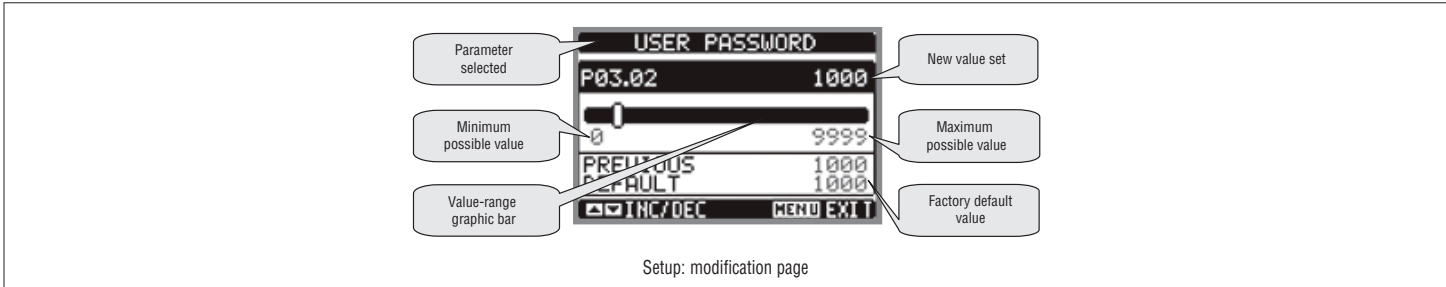 Parameter
selected
USER PASSWORD
New value set
P03.02 1000
Minimum
possible value
0 9999
Maximum
possible value
PREVIOUS 1000
DEFAULT 1000
Value-range
graphic bar
Factory default
value
INC/DEC MENU EXIT
Setup: modification page